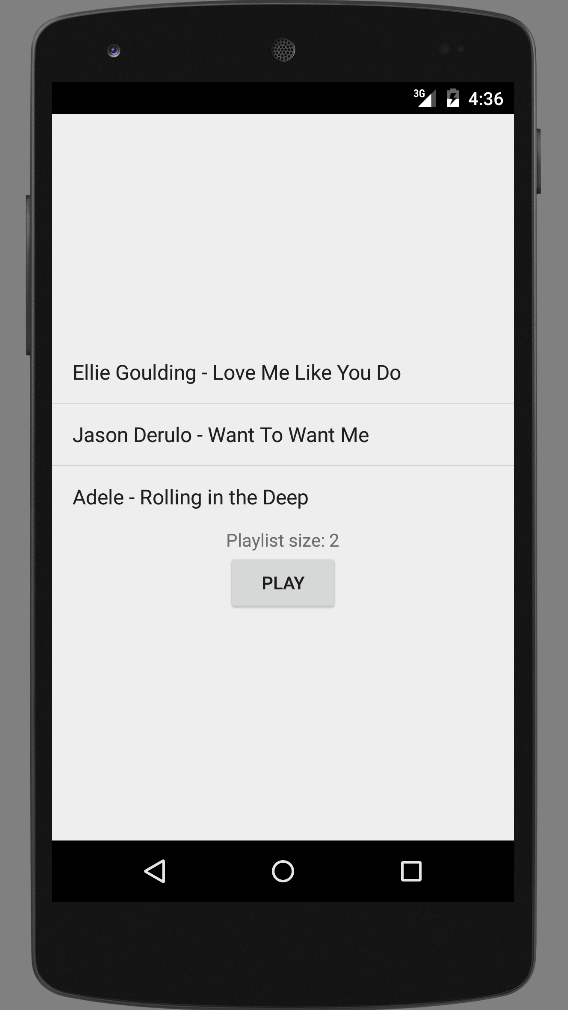 3G 4:36
Ellie Goulding - Love Me Like You Do
Jason Derulo - Want To Want Me
Adele - Rolling in the Deep
Playlist size: 2
PLAY